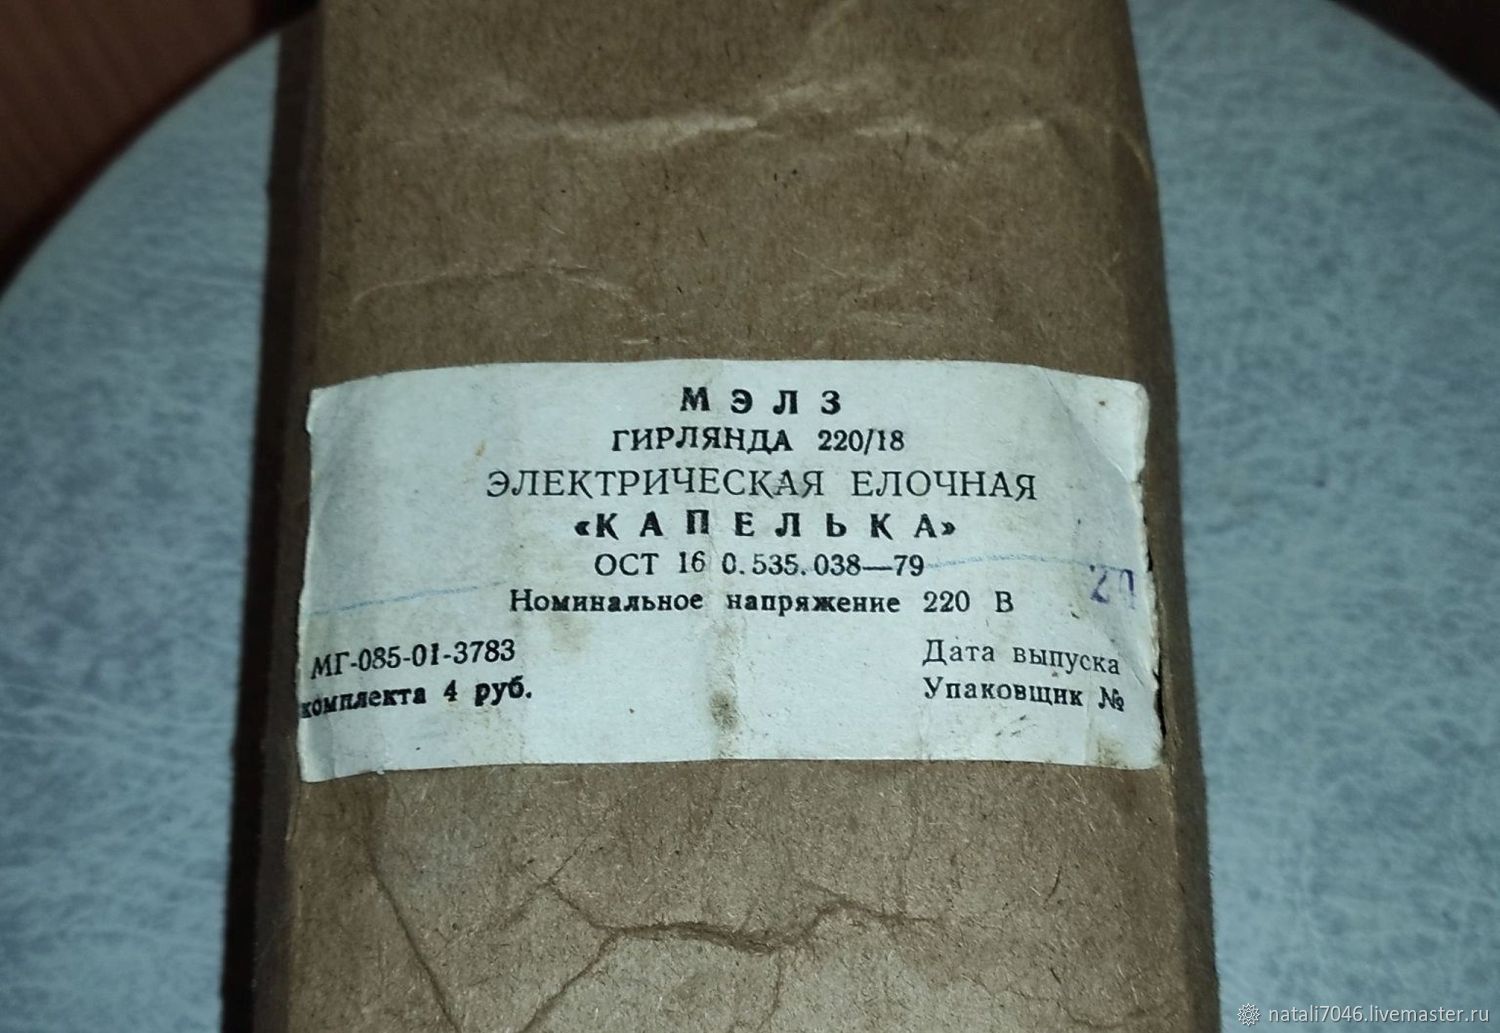 МЭЛЗ
ГИРЛЯНДА 220/18
ЭЛЕКТРИЧЕСКАЯ ЕЛОЧНАЯ
«КАПЕЛЬКА»
ОСТ 16 0.535.038—79
Номинальное напряжение 220 В
МГ-085-01-3783
комплекта 4 руб.
Дата выпуска
Упаковщик №
natali7046.livemaster.ru